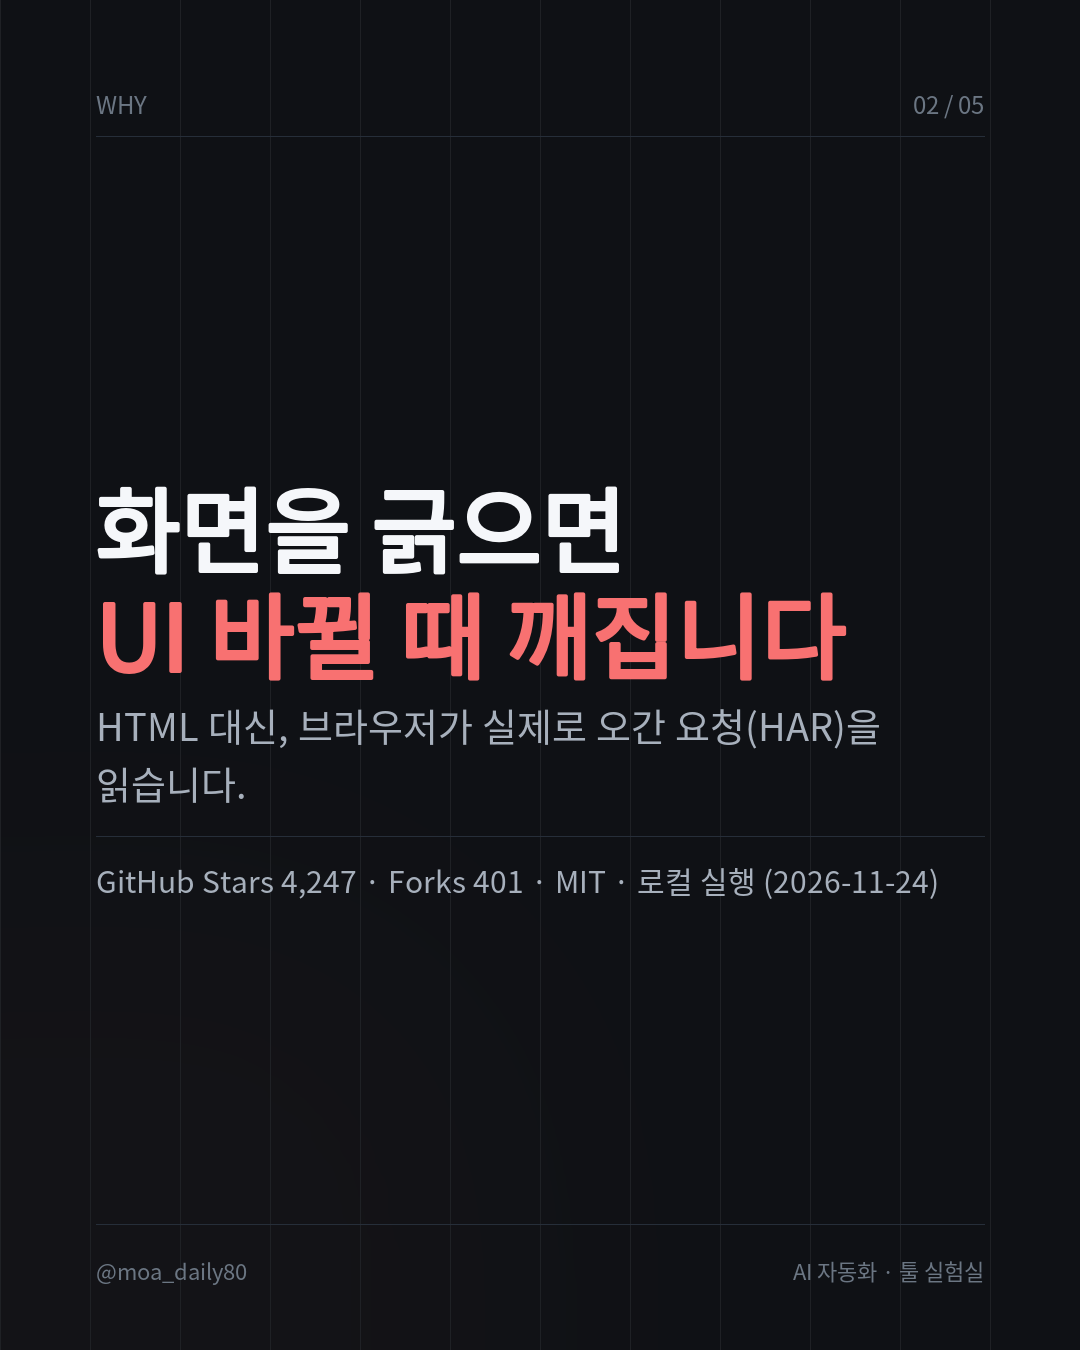 WHY
02 / 05
화면을 긁으면
UI 바뀔 때 깨집니다
HTML 대신, 브라우저가 실제로 오간 요청(HAR)을
읽습니다.
GitHub Stars 4,247 · Forks 401 · MIT · 로컬 실행 (2026-11-24)
@moa_daily80
AI 자동화 · 툴 실험실